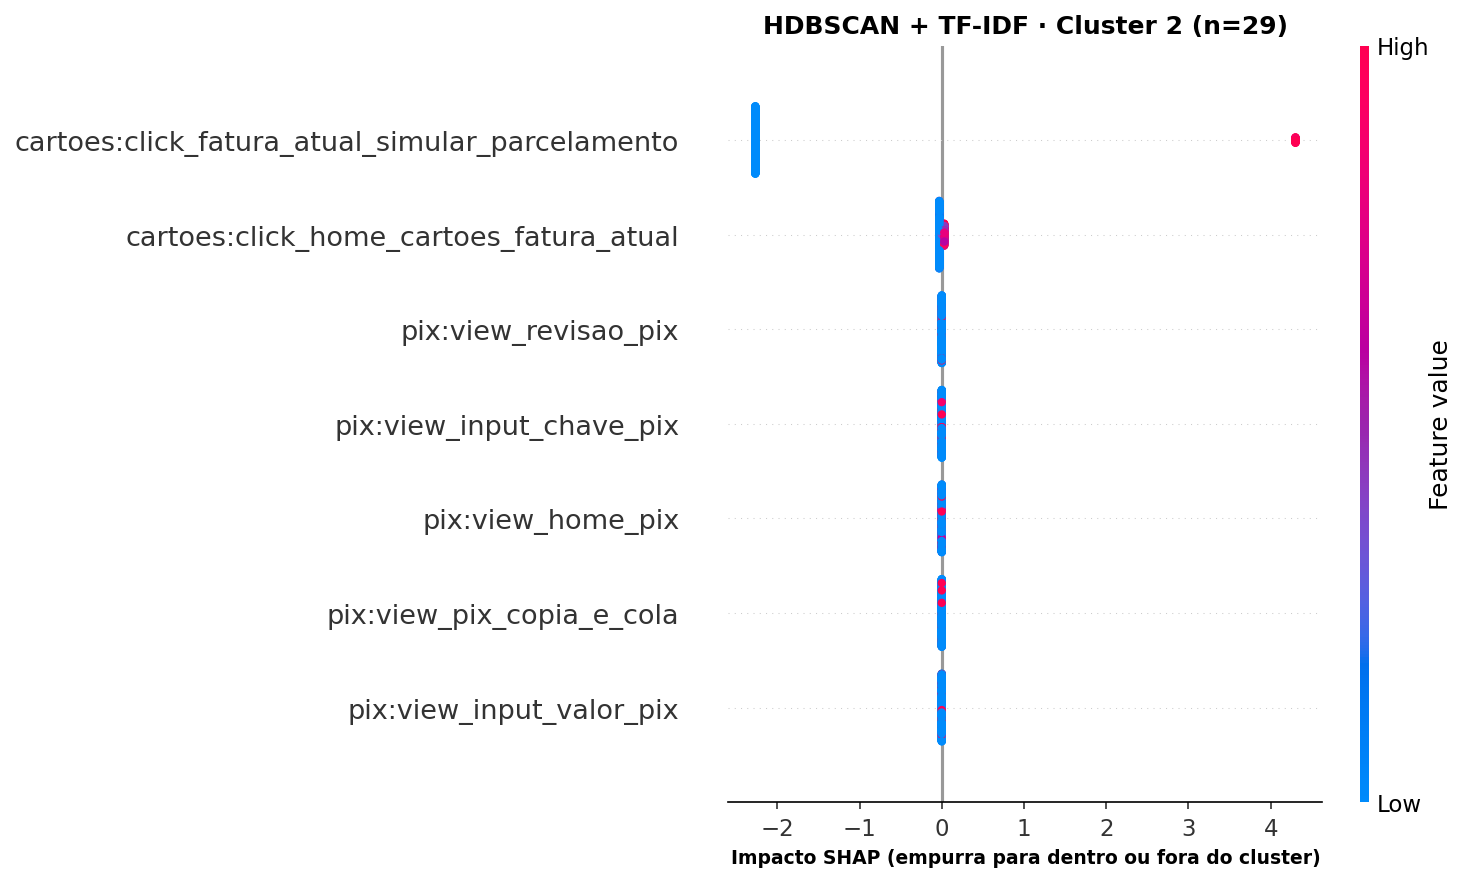 HDBSCAN + TF-IDF · Cluster 2 (n=29)
High
cartoes:click_fatura_atual_simular_parcelamento
cartoes:click_home_cartoes_fatura_atual
pix:view_revisao_pix
pix:view_input_chave_pix
pix:view_home_pix
pix:view_pix_copia_e_cola
pix:view_input_valor_pix
Feature value
Low
−2 −1 0 1 2 3 4
Impacto SHAP (empurra para dentro ou fora do cluster)